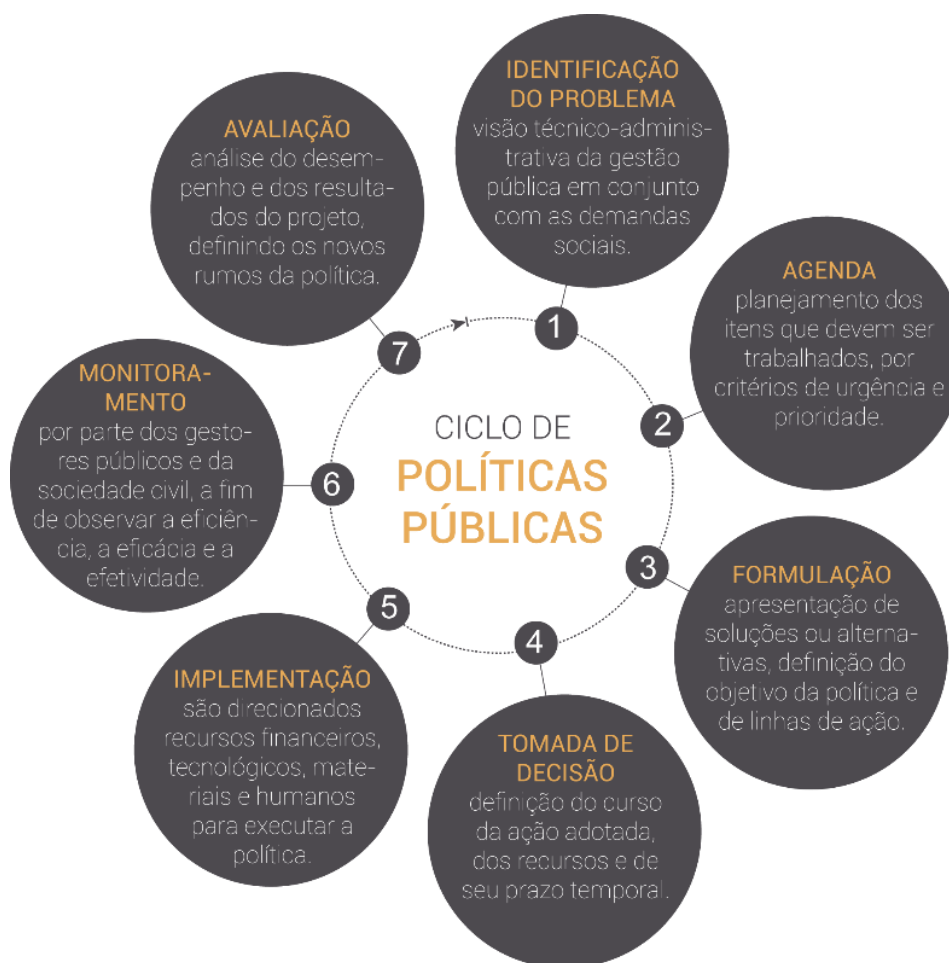 CICLO DE
POLÍTICAS
PÚBLICAS
1
IDENTIFICAÇÃO
DO PROBLEMA
visão técnico-adminis-
trativa da gestão
pública em conjunto
com as demandas
sociais.
2
AGENDA
planejamento dos
itens que devem ser
trabalhados, por
critérios de urgência e
prioridade.
3
FORMULAÇÃO
apresentação de
soluções ou alterna-
tivas, definição do
objetivo da política e
de linhas de ação.
4
TOMADA DE
DECISÃO
definição do curso
da ação adotada,
dos recursos e de
seu prazo temporal.
5
IMPLEMENTAÇÃO
são direcionados
recursos financeiros,
tecnológicos, mate-
riais e humanos
para executar a
política.
6
MONITORA-
MENTO
por parte dos gesto-
res públicos e da
sociedade civil, a fim
de observar a eficiên-
cia, a eficácia e a
efetividade.
7
AVALIAÇÃO
análise do desem-
penho e dos resulta-
dos do projeto,
definindo os novos
rumos da política.